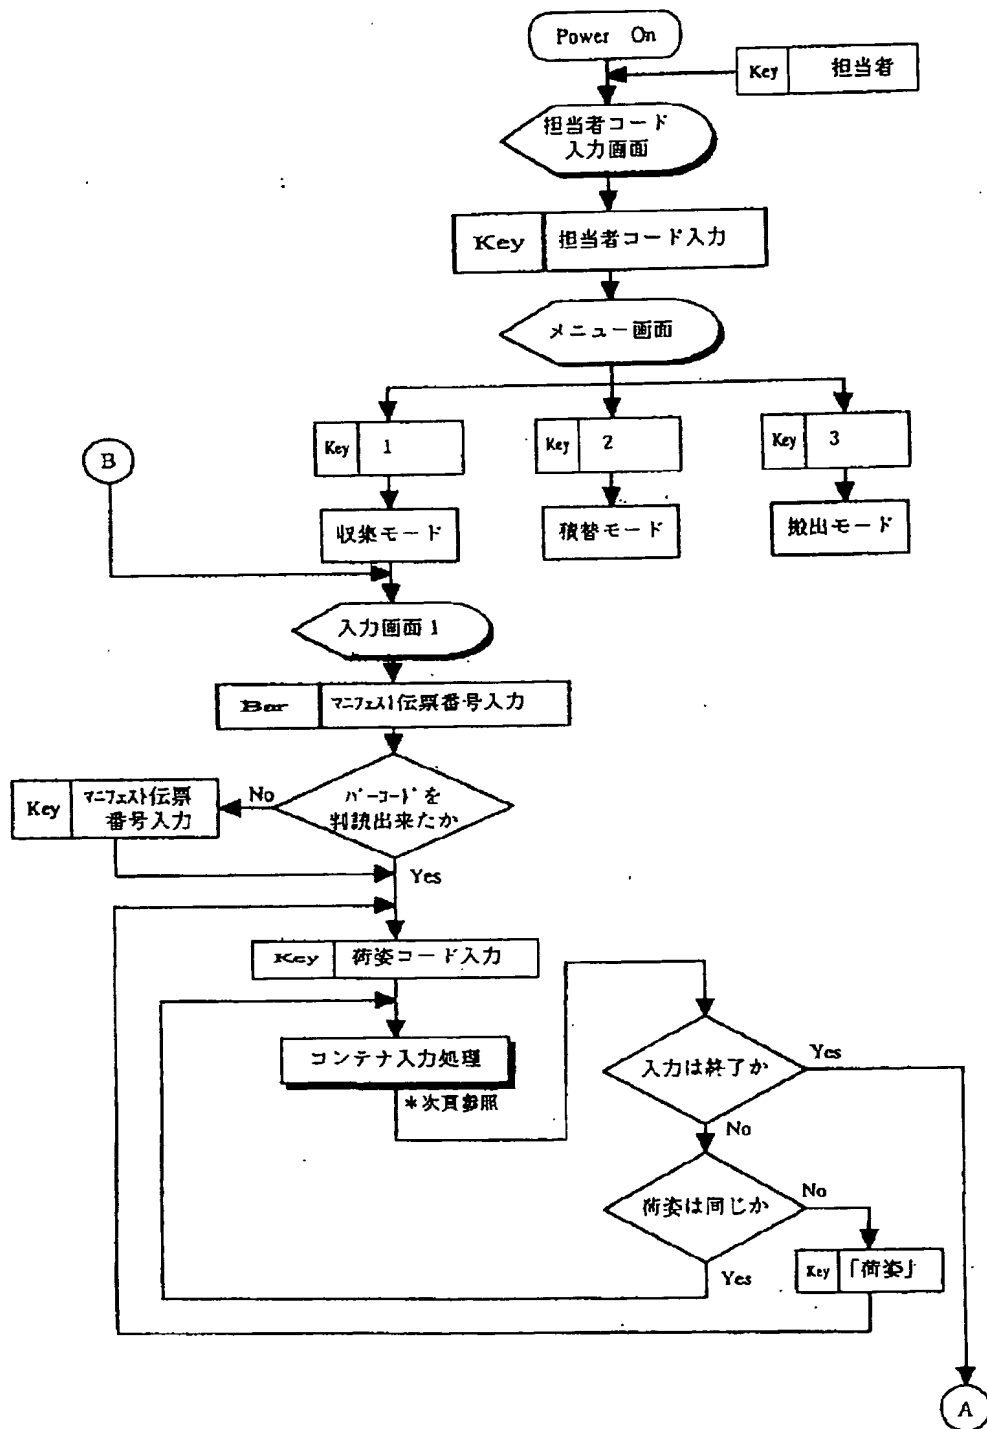 Power On
Key 担当者
担当者コード
入力画面
Key 担当者コード入力
メニュー画面
Key 1
Key 2
Key 3
B
収集モード
積替モード
搬出モード
入力画面1
Bar マニフェスト伝票番号入力
バーコードを
判読出来たか
No
Key マニフェスト伝票
番号入力
Yes
Key 荷姿コード入力
コンテナ入力処理
*次頁参照
入力は終了か
Yes
No
荷姿は同じか
No
Yes
Key 「荷姿」
A